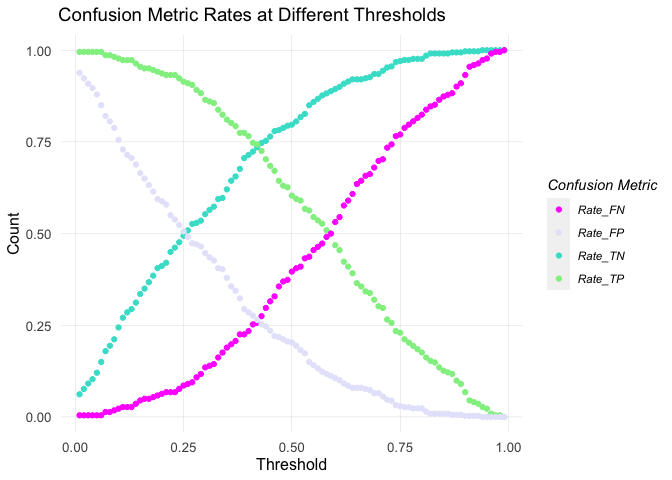 Confusion Metric Rates at Different Thresholds
1.00
0.75
0.50
0.25
0.00
Count
0.00 0.25 0.50 0.75 1.00
Threshold
Confusion Metric
Rate_FN
Rate_FP
Rate_TN
Rate_TP